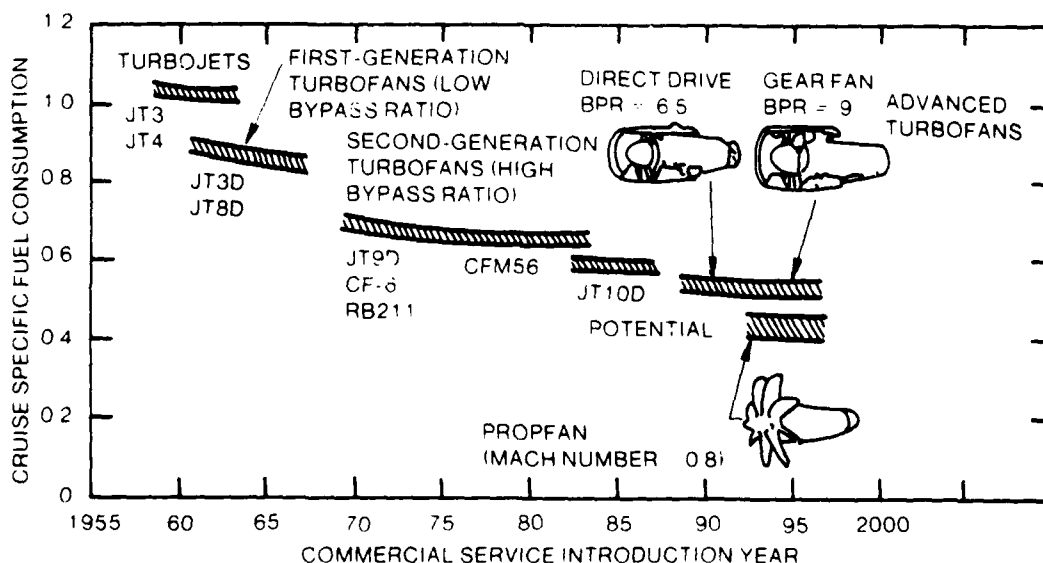 CRUISE SPECIFIC FUEL CONSUMPTION
1 2
1 0
0 8
0 6
0 4
0 2
0
TURBOJETS
JT3
JT4
FIRST-GENERATION
TURBOFANS (LOW
BYPASS RATIO)
JT3D
JT8D
SECOND-GENERATION
TURBOFANS (HIGH
BYPASS RATIO)
JT9D
CF-6
RB211
CFM56
JT10D
DIRECT DRIVE
BPR = 6 5
GEAR FAN
BPR = 9
ADVANCED
TURBOFANS
POTENTIAL
PROPFAN
(MACH NUMBER 0 8)
1955 60 65 70 75 80 85 90 95 2000
COMMERCIAL SERVICE INTRODUCTION YEAR